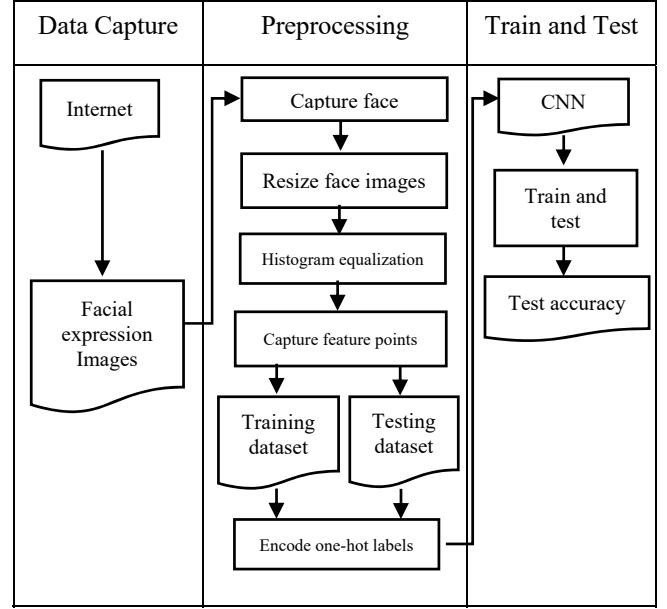 Data Capture
Preprocessing
Train and Test
Internet
Facial
expression
Images
Capture face
Resize face images
Histogram equalization
Capture feature points
Training
dataset
Testing
dataset
Encode one-hot labels
CNN
Train and
test
Test accuracy